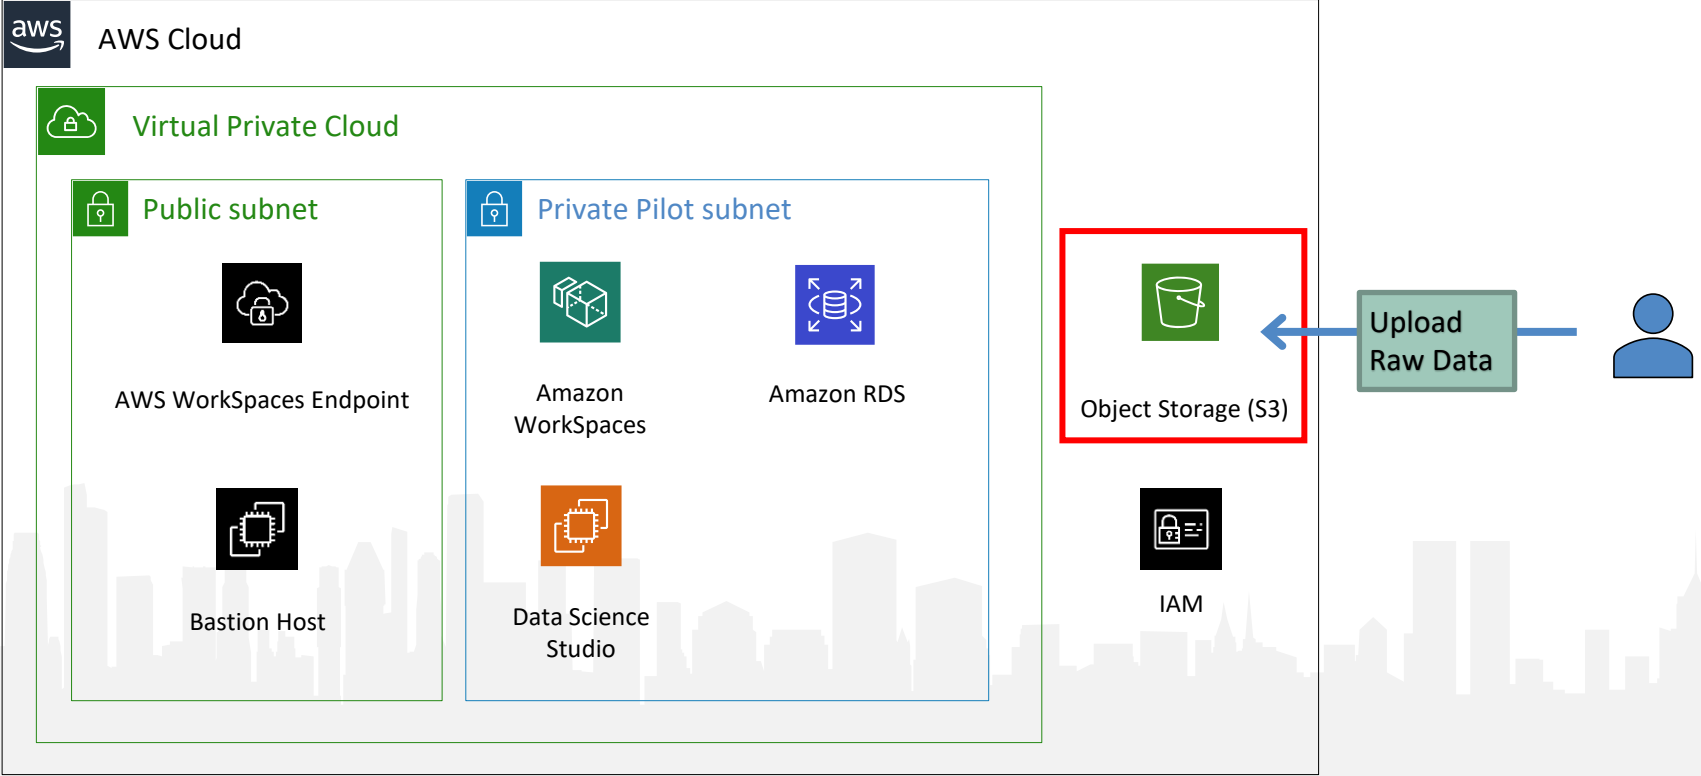 aws
AWS Cloud
Virtual Private Cloud
Public subnet
Private Pilot subnet
AWS WorkSpaces Endpoint
Amazon
WorkSpaces
Amazon RDS
Object Storage (S3)
Upload
Raw Data
Bastion Host
Data Science
Studio
IAM